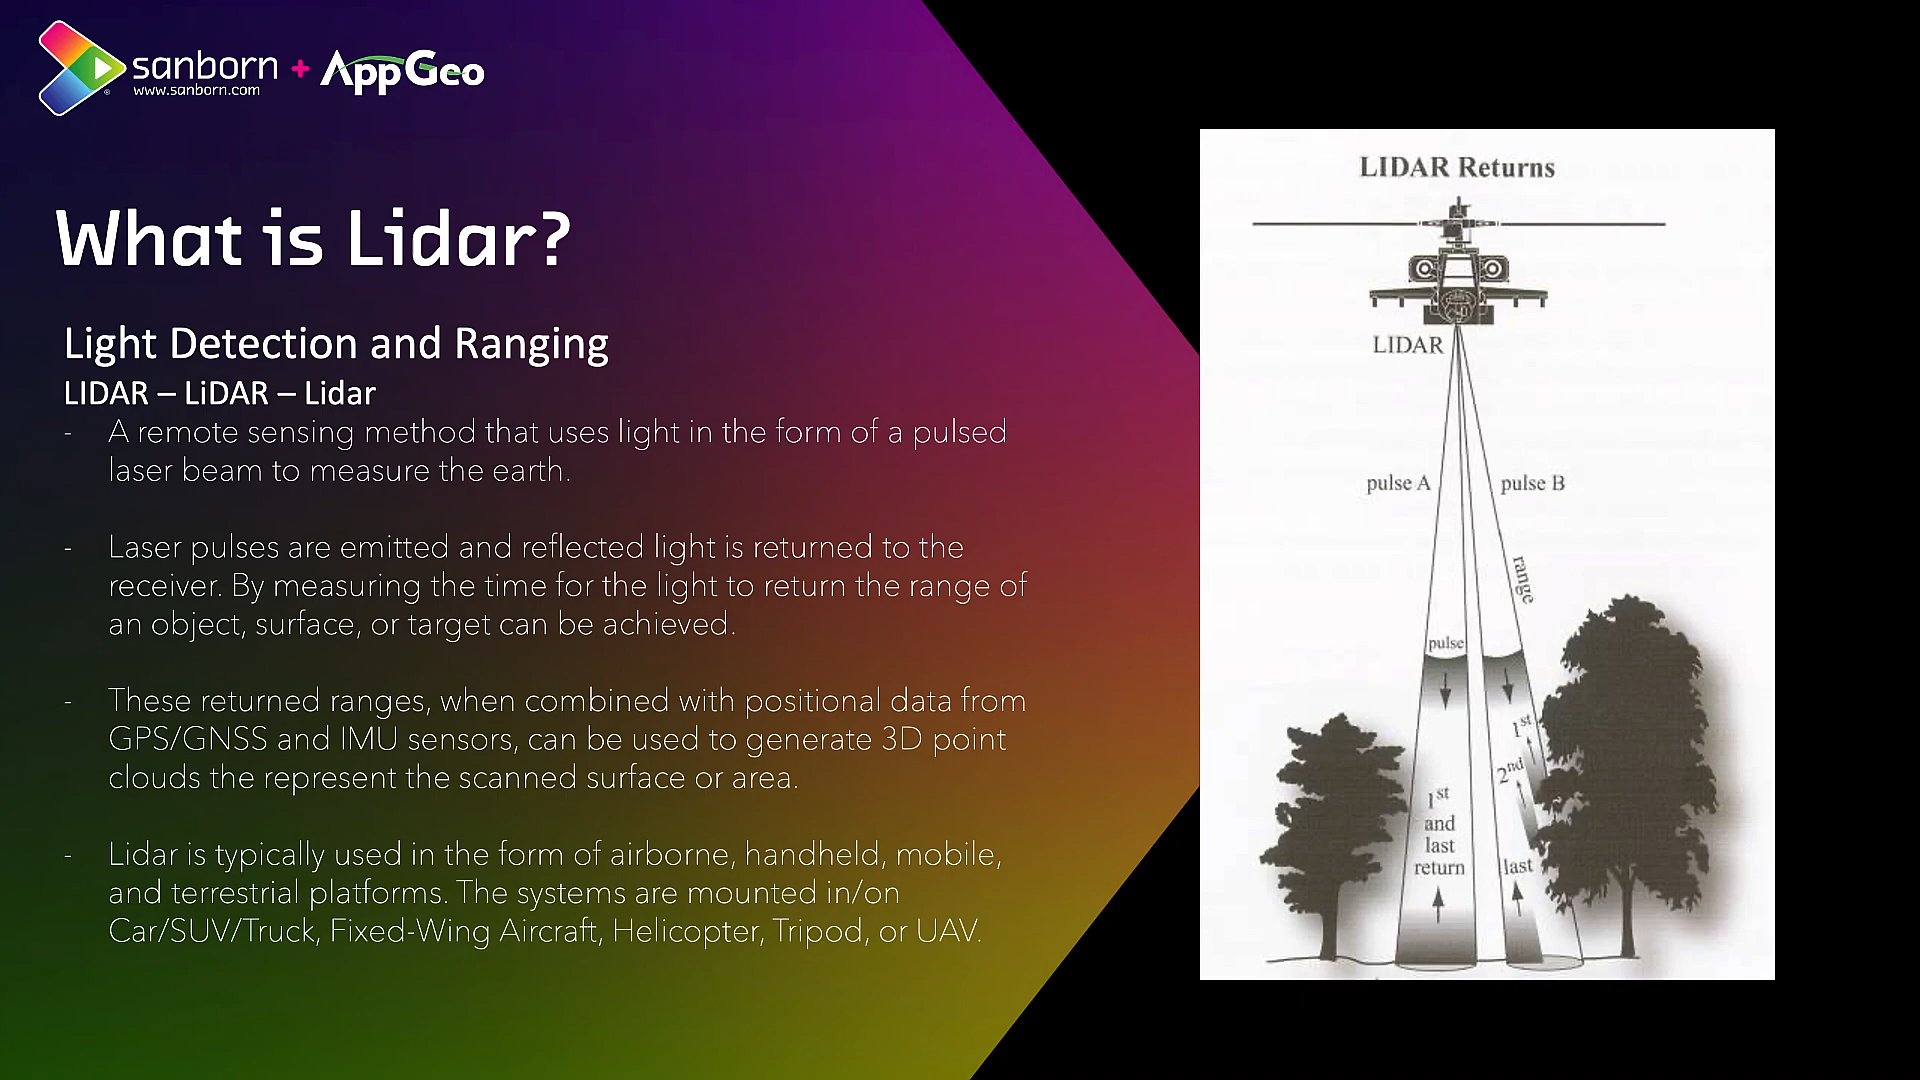 sanborn + AppGeo
www.sanborn.com
What is Lidar?
Light Detection and Ranging
LIDAR – LiDAR – Lidar
- A remote sensing method that uses light in the form of a pulsed
laser beam to measure the earth.
- Laser pulses are emitted and reflected light is returned to the
receiver. By measuring the time for the light to return the range of
an object, surface, or target can be achieved.
- These returned ranges, when combined with positional data from
GPS/GNSS and IMU sensors, can be used to generate 3D point
clouds the represent the scanned surface or area.
- Lidar is typically used in the form of airborne, handheld, mobile,
and terrestrial platforms. The systems are mounted in/on
Car/SUV/Truck, Fixed-Wing Aircraft, Helicopter, Tripod, or UAV.
LIDAR Returns
LIDAR
pulse A
pulse B
range
pulse
1st
2nd
1st
and
last
return
last